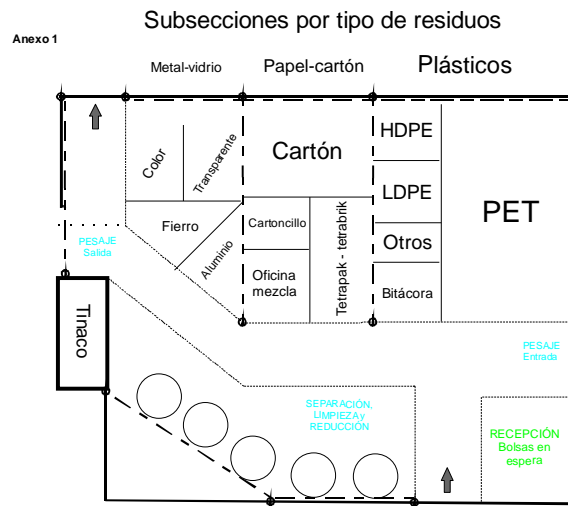 Subsecciones por tipo de residuos
Anexo 1
Metal-vidrio
Papel-cartón
Plásticos
Color
Transparente
Fierro
Aluminio
Cartón
Cartoncillo
Oficina
mezcla
Tetrapak - tetrabrik
HDPE
LDPE
Otros
Bitácora
PET
PESAJE
Salida
Tinaco
PESAJE
Entrada
SEPARACIÓN,
LIMPIEZA y
REDUCCIÓN
RECEPCIÓN
Bolsas en
espera